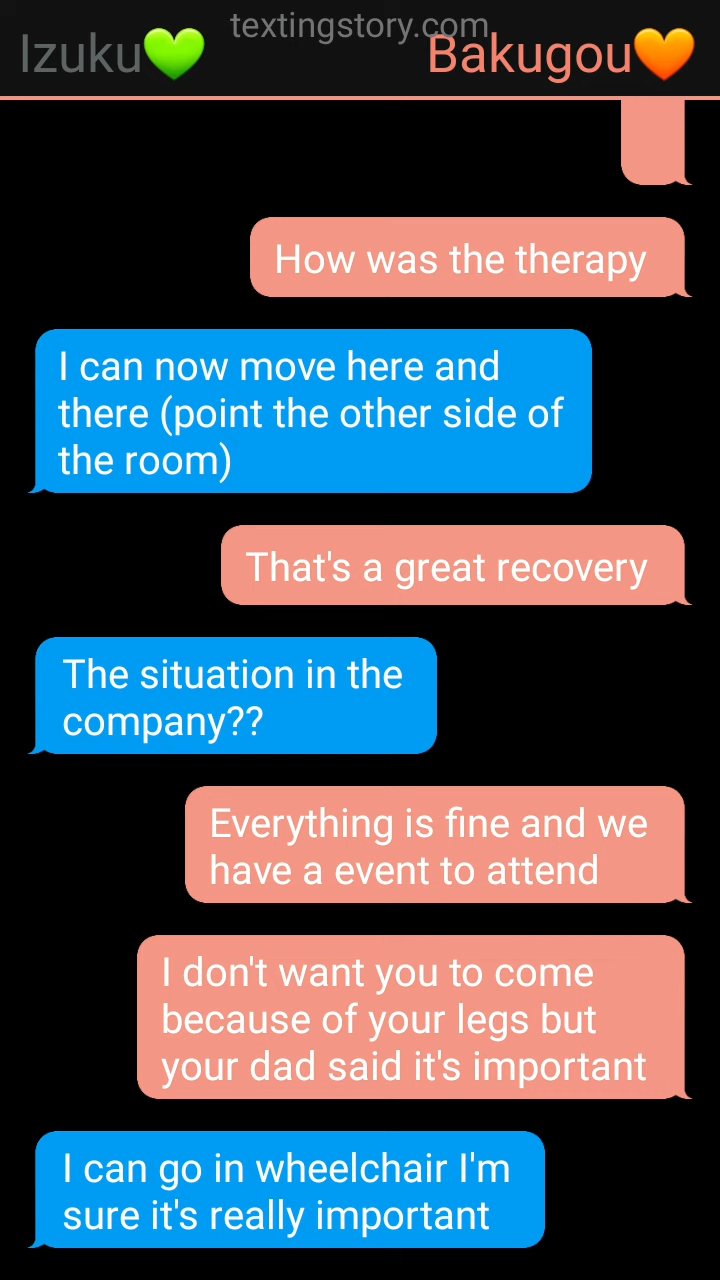 textingstory.com
Izuku💚
Bakugou🧡
How was the therapy
I can now move here and
there (point the other side of
the room)
That's a great recovery
The situation in the
company??
Everything is fine and we
have a event to attend
I don't want you to come
because of your legs but
your dad said it's important
I can go in wheelchair I'm
sure it's really important